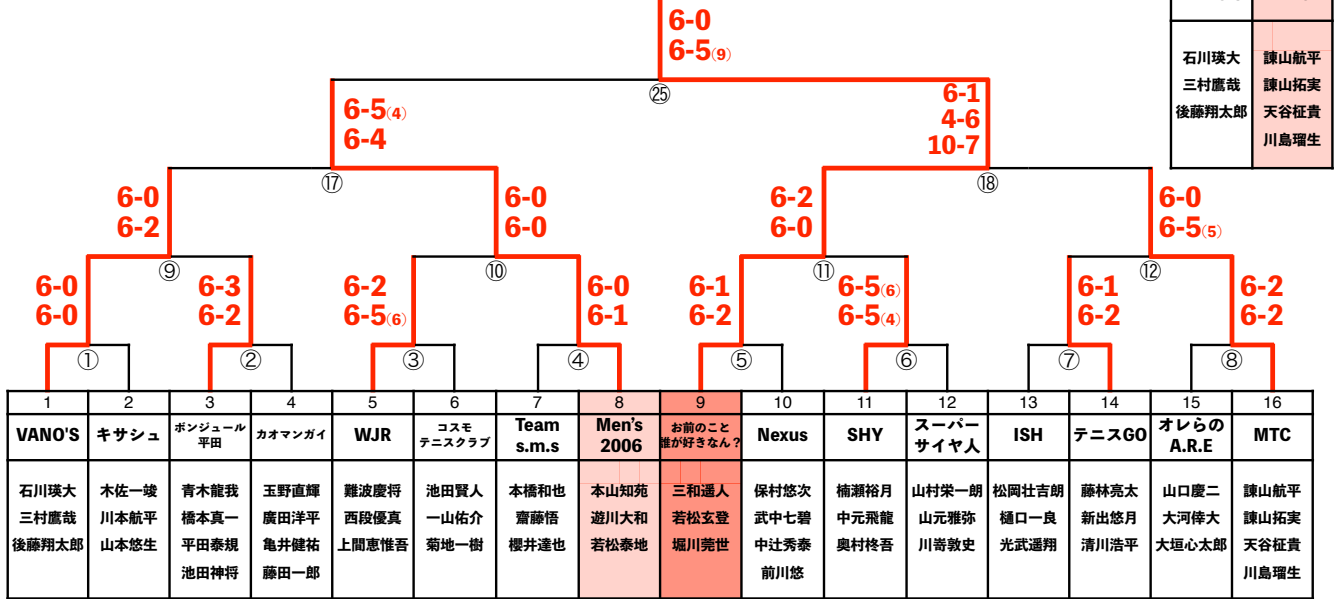 6-0
6-5(9)
石川瑛大 諫山航平
三村鷹哉 諫山拓実
後藤翔太郎 天谷柾貴
川島瑠生
㉕
6-5(4)
6-4
6-1
4-6
10-7
⑰ ⑱
6-0 6-0 6-2 6-0
6-2 6-0 6-0 6-5(5)
⑨ ⑩ ⑪ ⑫
6-0 6-3 6-2 6-0 6-1 6-5(6) 6-1 6-2
6-0 6-2 6-5(6) 6-1 6-2 6-5(4) 6-2 6-2
① ② ③ ④ ⑤ ⑥ ⑦ ⑧
1 2 3 4 5 6 7 8 9 10 11 12 13 14 15 16
VANO'S キサシュ ボンジュール平田 カオマンガイ WJR コスモテニスクラブ Team s.m.s Men's 2006 お前のこと誰が好きなん? Nexus SHY スーパーサイヤ人 ISH テニスGO オレらのA.R.E MTC
石川瑛大 木佐一竣 青木龍我 玉野直輝 難波慶将 池田賢人 本橋和也 本山知苑 三和遥人 保村悠次 楠瀬裕月 山村栄一朗 松岡壮吉朗 藤林亮太 山口慶二 諫山航平
三村鷹哉 川本航平 橋本真一 廣田洋平 西段優真 一山佑介 齋藤悟 遊川大和 若松玄登 武中七碧 中元飛龍 山元雅弥 樋口一良 新出悠月 大河倖大 諫山拓実
後藤翔太郎 山本悠生 平田泰規 亀井健祐 上間恵惟吾 菊地一樹 櫻井達也 若松泰地 堀川莞世 中辻秀泰 奥村柊吾 川嵜敦史 光武遥翔 清川浩平 大垣心太郎 天谷柾貴
池田神将 藤田一郎 前川悠 川島瑠生